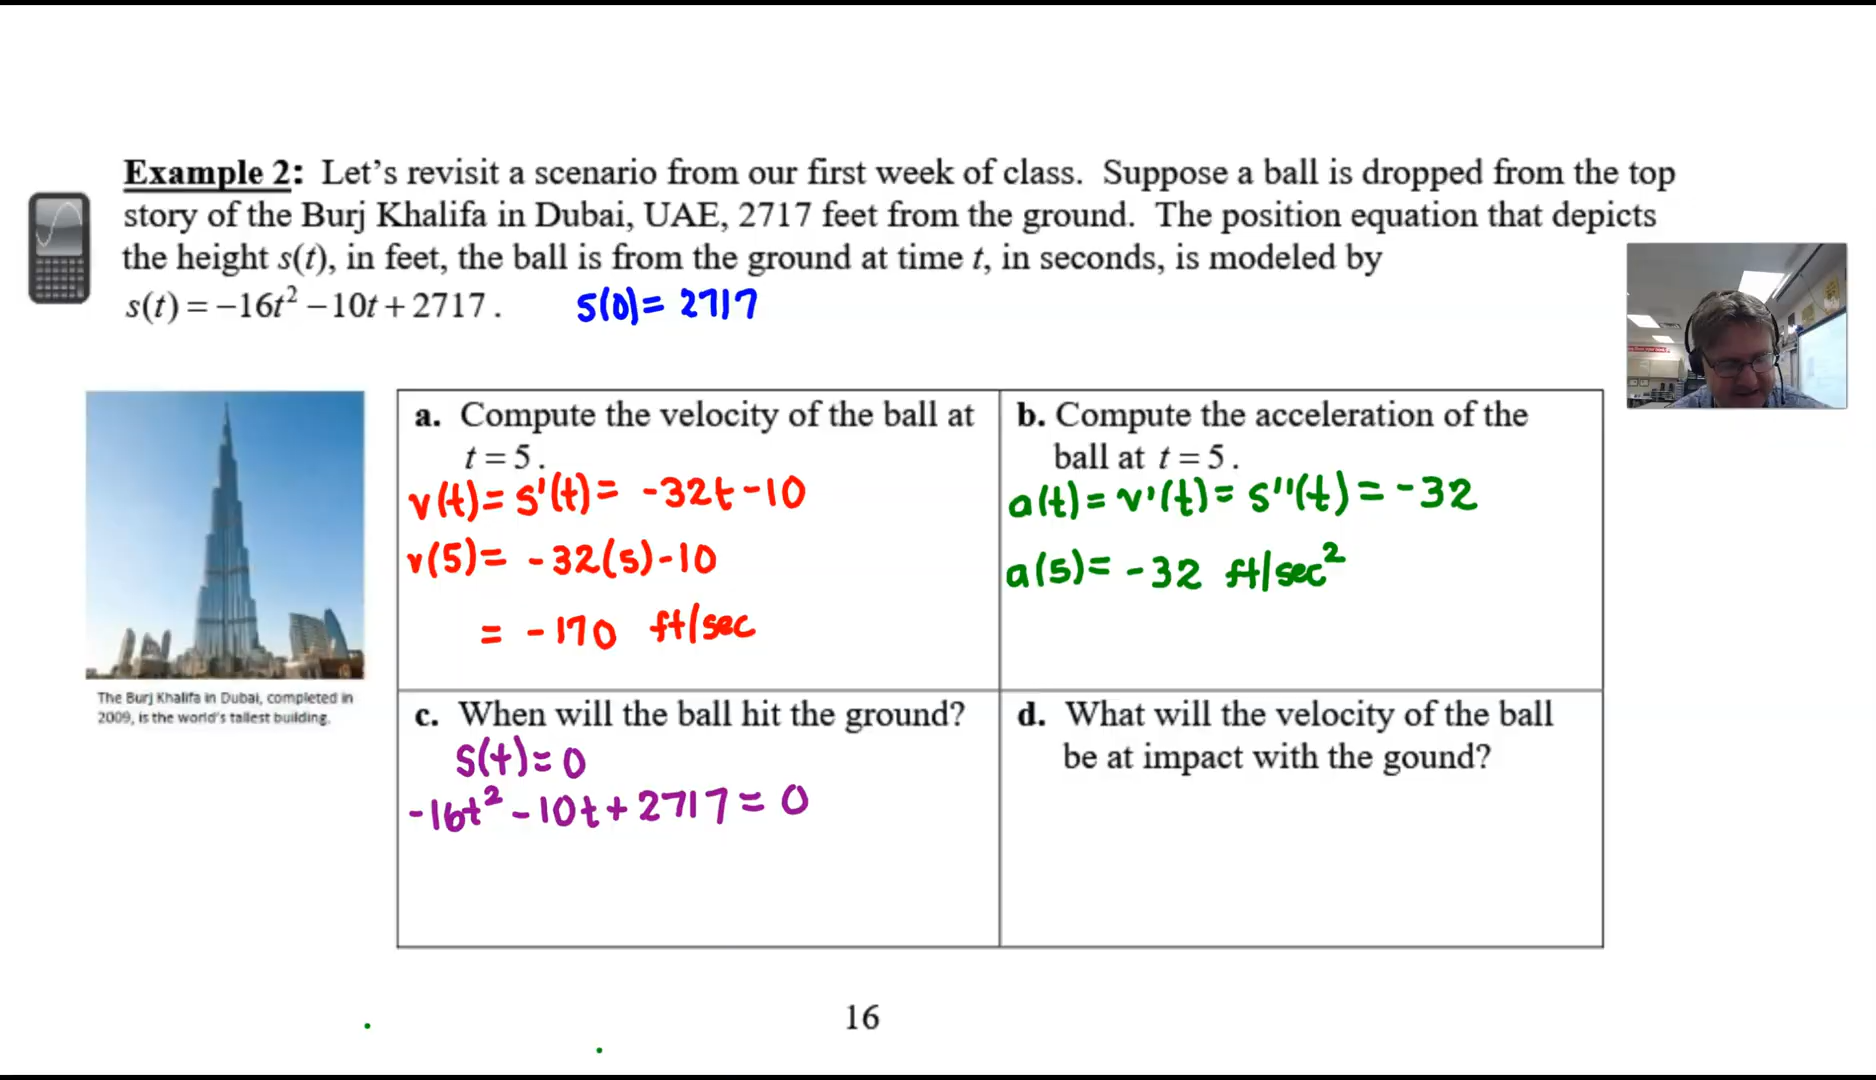 Example 2: Let's revisit a scenario from our first week of class. Suppose a ball is dropped from the top
story of the Burj Khalifa in Dubai, UAE, 2717 feet from the ground. The position equation that depicts
the height s(t), in feet, the ball is from the ground at time t, in seconds, is modeled by
s(t) = −16t² − 10t + 2717. s(0) = 2717
a. Compute the velocity of the ball at
t = 5.
v(t) = s'(t) = -32t - 10
v(5) = -32(5) - 10
= -170 ft/sec
b. Compute the acceleration of the
ball at t = 5.
a(t) = v'(t) = s''(t) = -32
a(5) = -32 ft/sec²
The Burj Khalifa in Dubai, completed in
2009, is the world's tallest building.
c. When will the ball hit the ground?
s(t) = 0
-16t² - 10t + 2717 = 0
d. What will the velocity of the ball
be at impact with the gound?
16